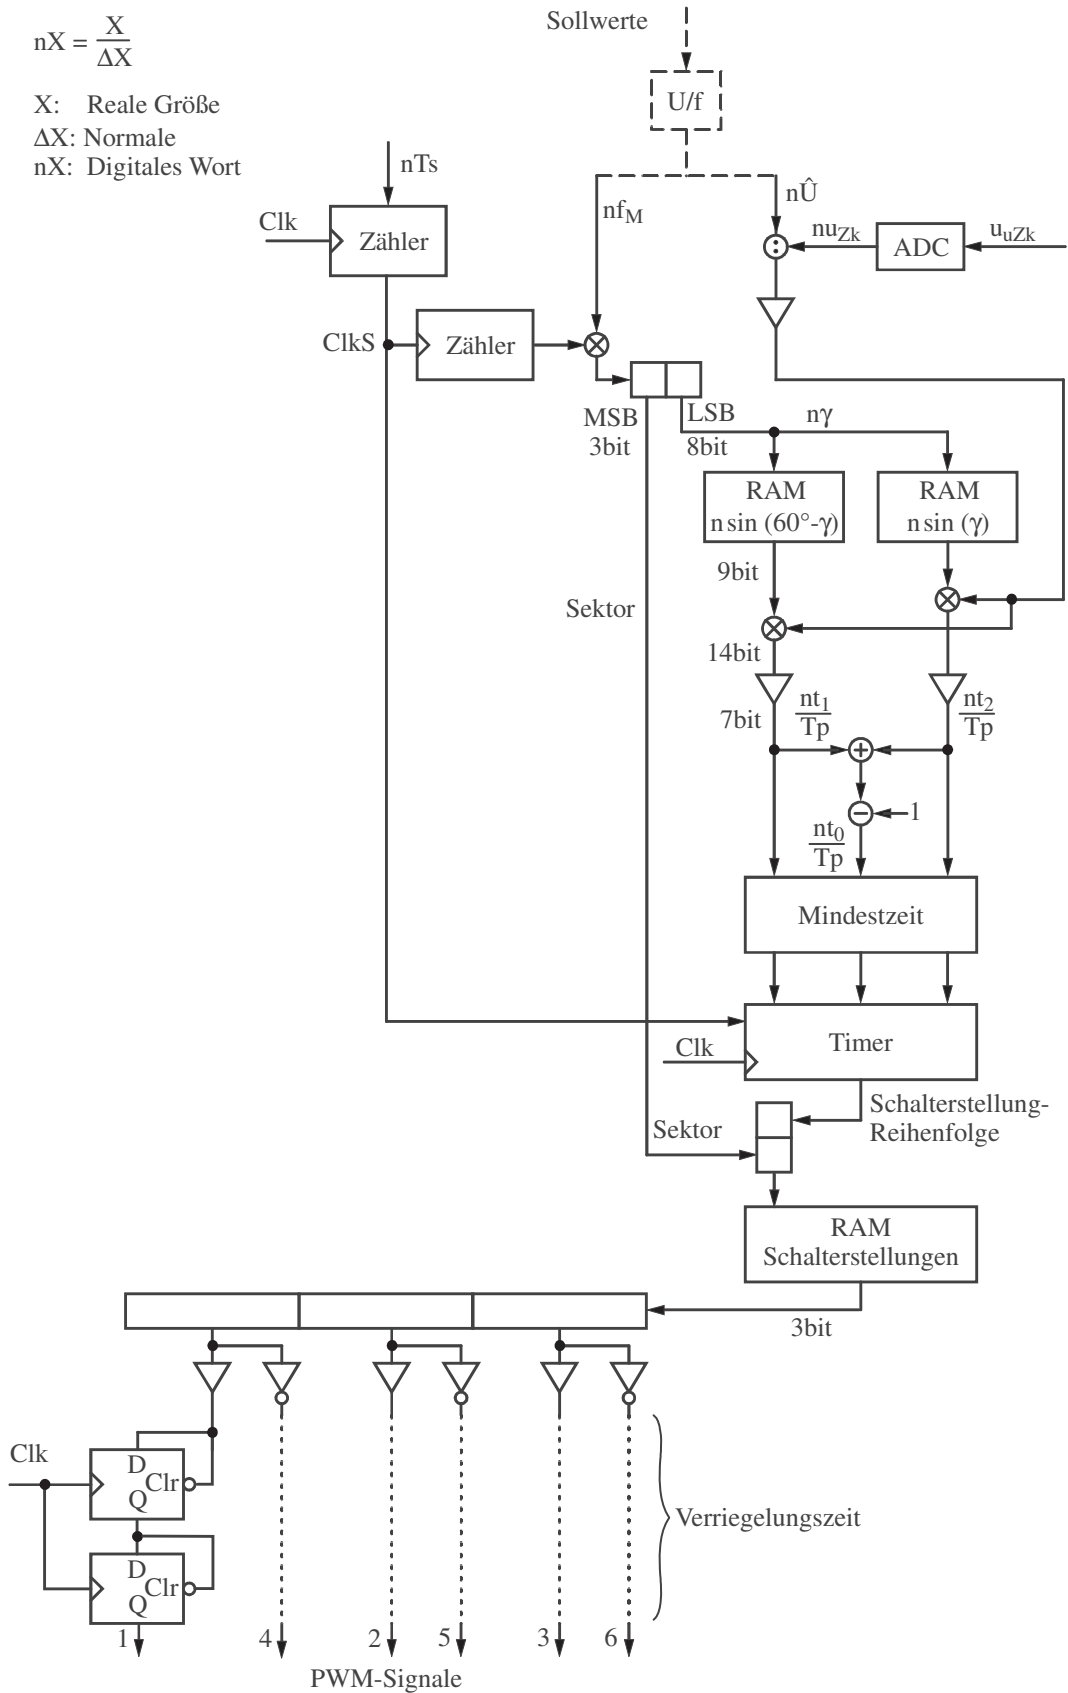 Sollwerte
nX = X
ΔX
U/f
X: Reale Größe
ΔX: Normale
nX: Digitales Wort
nTs
nÛ
nf_M
Clk
Zähler
nu_Zk
ADC
u_uZk
ClkS
Zähler
MSB
3bit
LSB
8bit
nγ
RAM
n sin (60°-γ)
RAM
n sin (γ)
9bit
Sektor
14bit
7bit
nt_1
Tp
nt_2
Tp
1
nt_0
Tp
Mindestzeit
Clk
Timer
Schalterstellung-
Reihenfolge
Sektor
RAM
Schalterstellungen
3bit
Clk
D
Clr
Q
Verriegelungszeit
D
Clr
Q
1
4
2
5
3
6
PWM-Signale